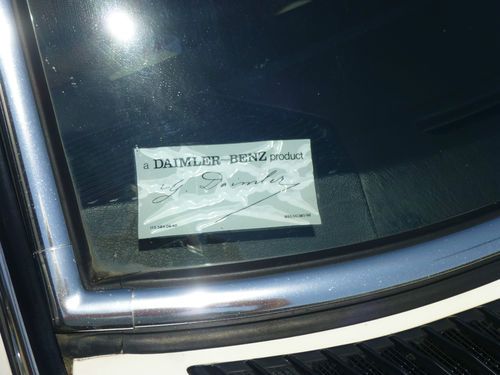 a DAIMLER-BENZ product
G. Daimler